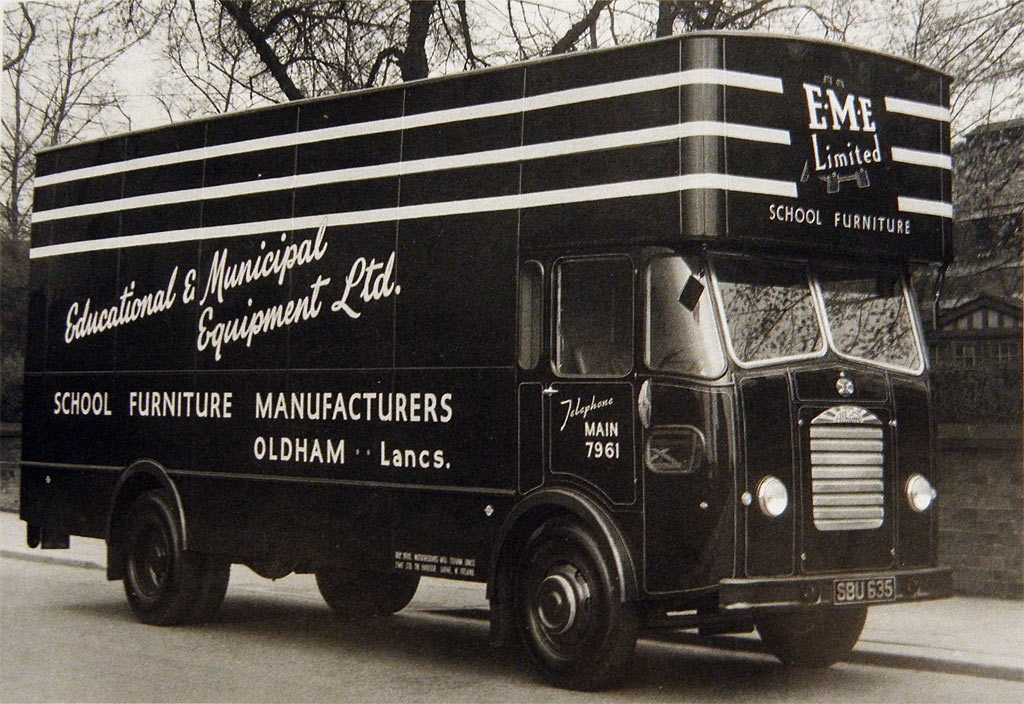 E·M·E
Limited
SCHOOL FURNITURE
Educational & Municipal
Equipment Ltd.
SCHOOL FURNITURE MANUFACTURERS
OLDHAM·· Lancs.
Telephone
MAIN
7961
SBU 635